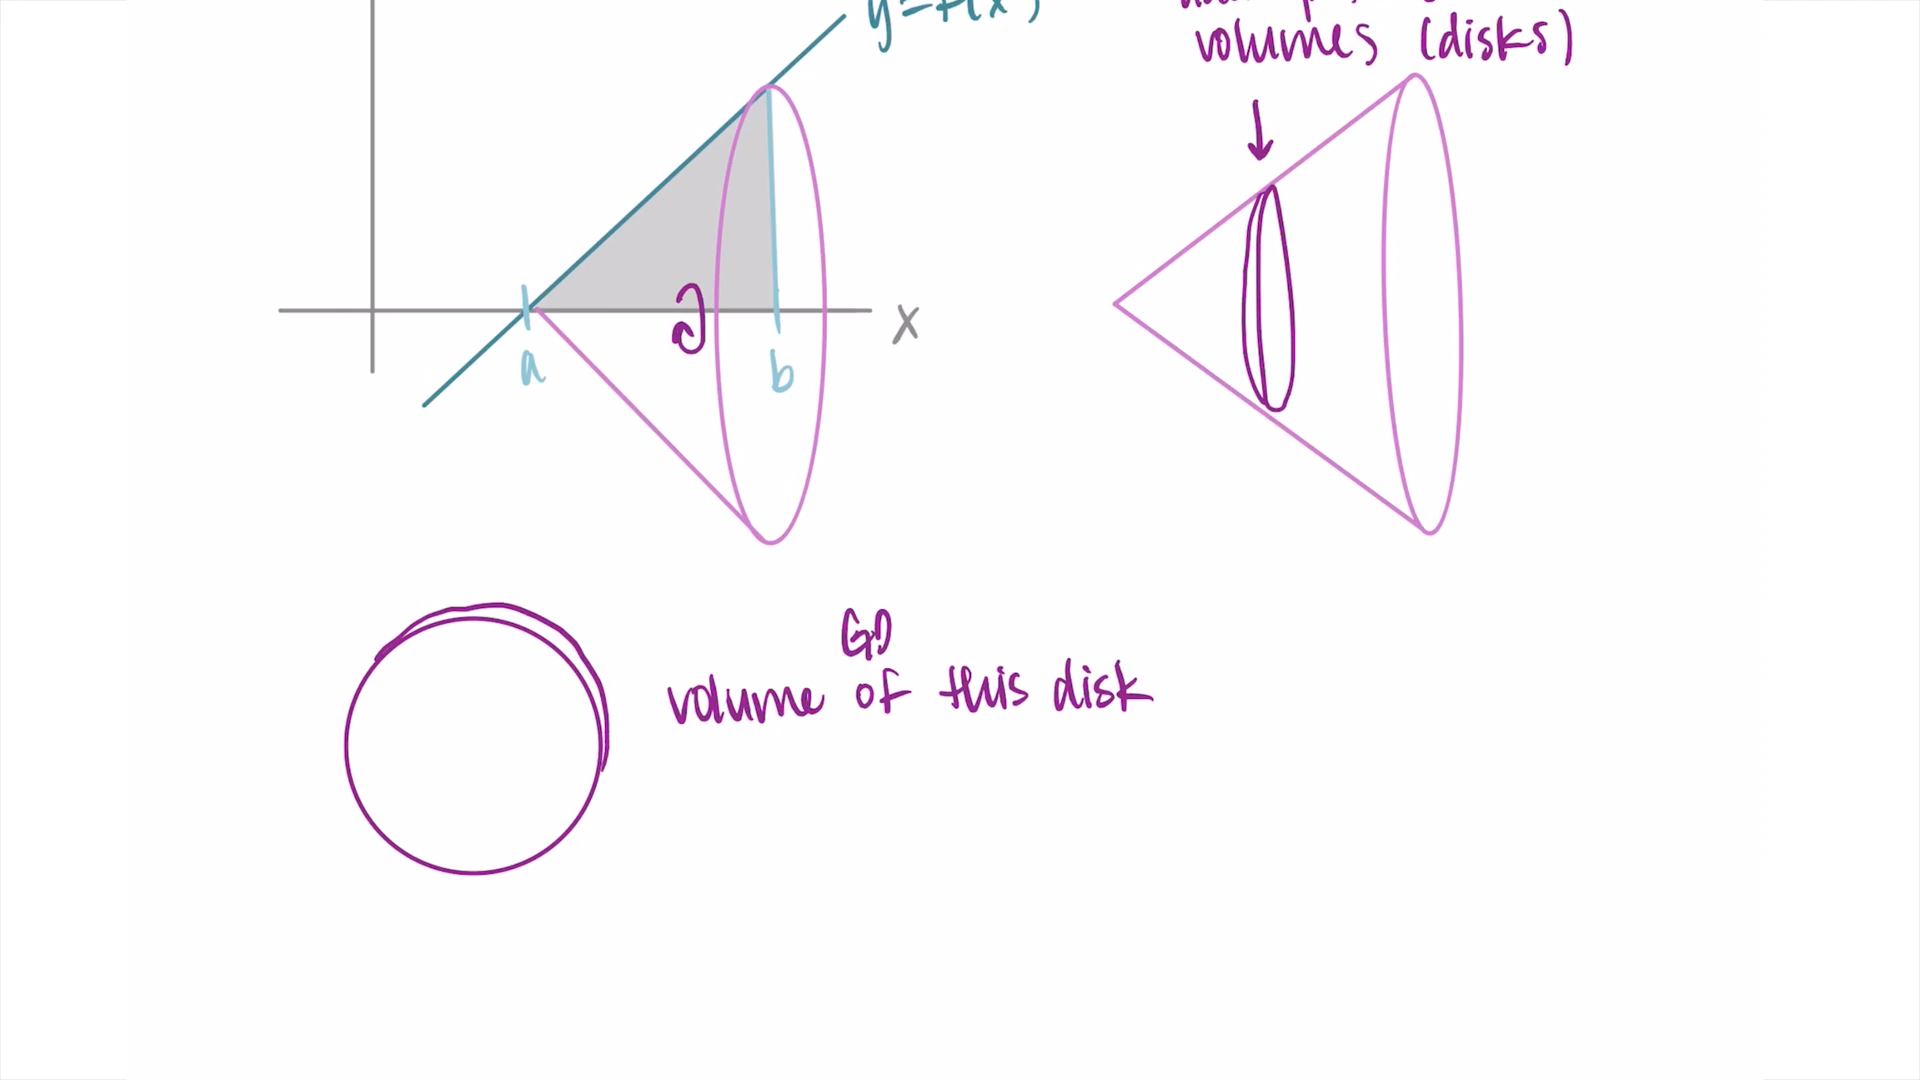 y=f(x)
volumes (disks)
x
a
b
volume of this disk